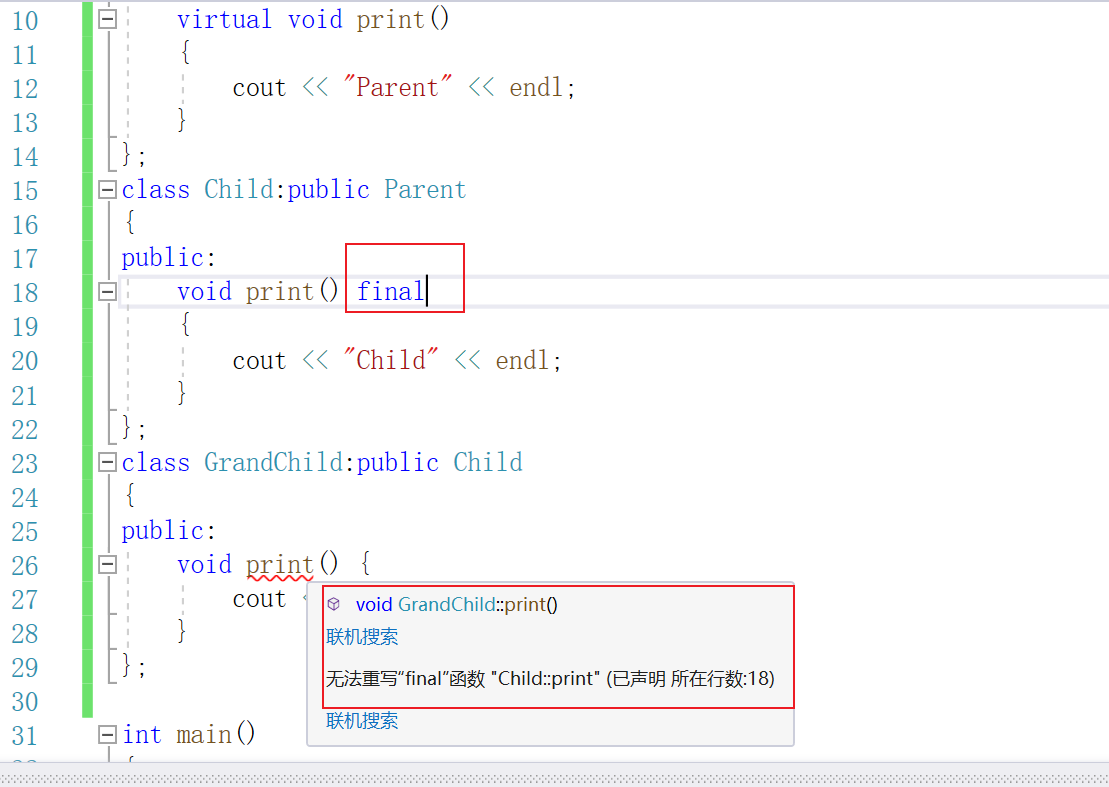 10 virtual void print()
11 {
12 cout << "Parent" << endl;
13 }
14 };
15 class Child:public Parent
16 {
17 public:
18 void print() final
19 {
20 cout << "Child" << endl;
21 }
22 };
23 class GrandChild:public Child
24 {
25 public:
26 void print() {
27 cout
28 }
29 };
30
31 int main()
{
void GrandChild::print()
联机搜索
无法重写“final”函数 "Child::print" (已声明 所在行数:18)
联机搜索